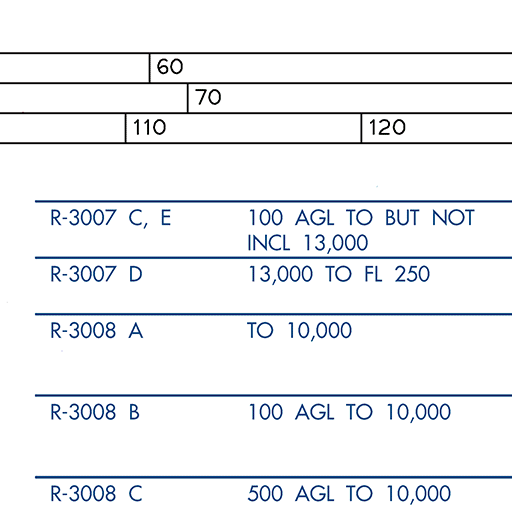 60
70
110 120
R-3007 C, E 100 AGL TO BUT NOT
INCL 13,000
R-3007 D 13,000 TO FL 250
R-3008 A TO 10,000
R-3008 B 100 AGL TO 10,000
R-3008 C 500 AGL TO 10,000